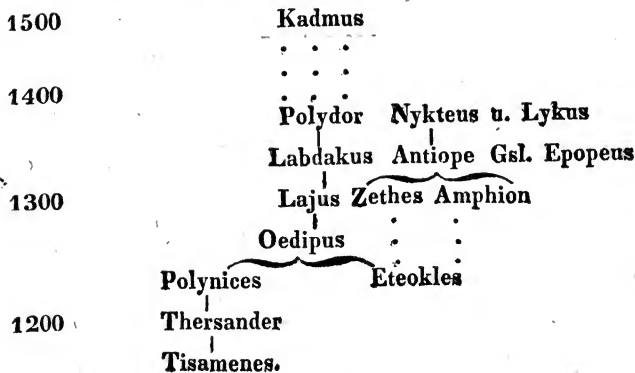 1500 Kadmus
1400
Polydor Nykteus u. Lykus
Labdakus Antiope Gsl. Epopeus
1300 Lajus Zethes Amphion
Oedipus
Polynices Eteokles
1200 Thersander
Tisamenes.